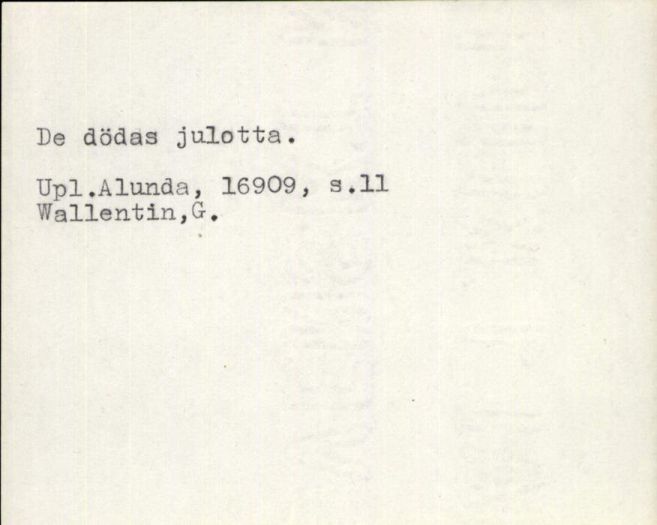 De dödas julotta.
Upl.Alunda, 16909, s.11
Wallentin,G.